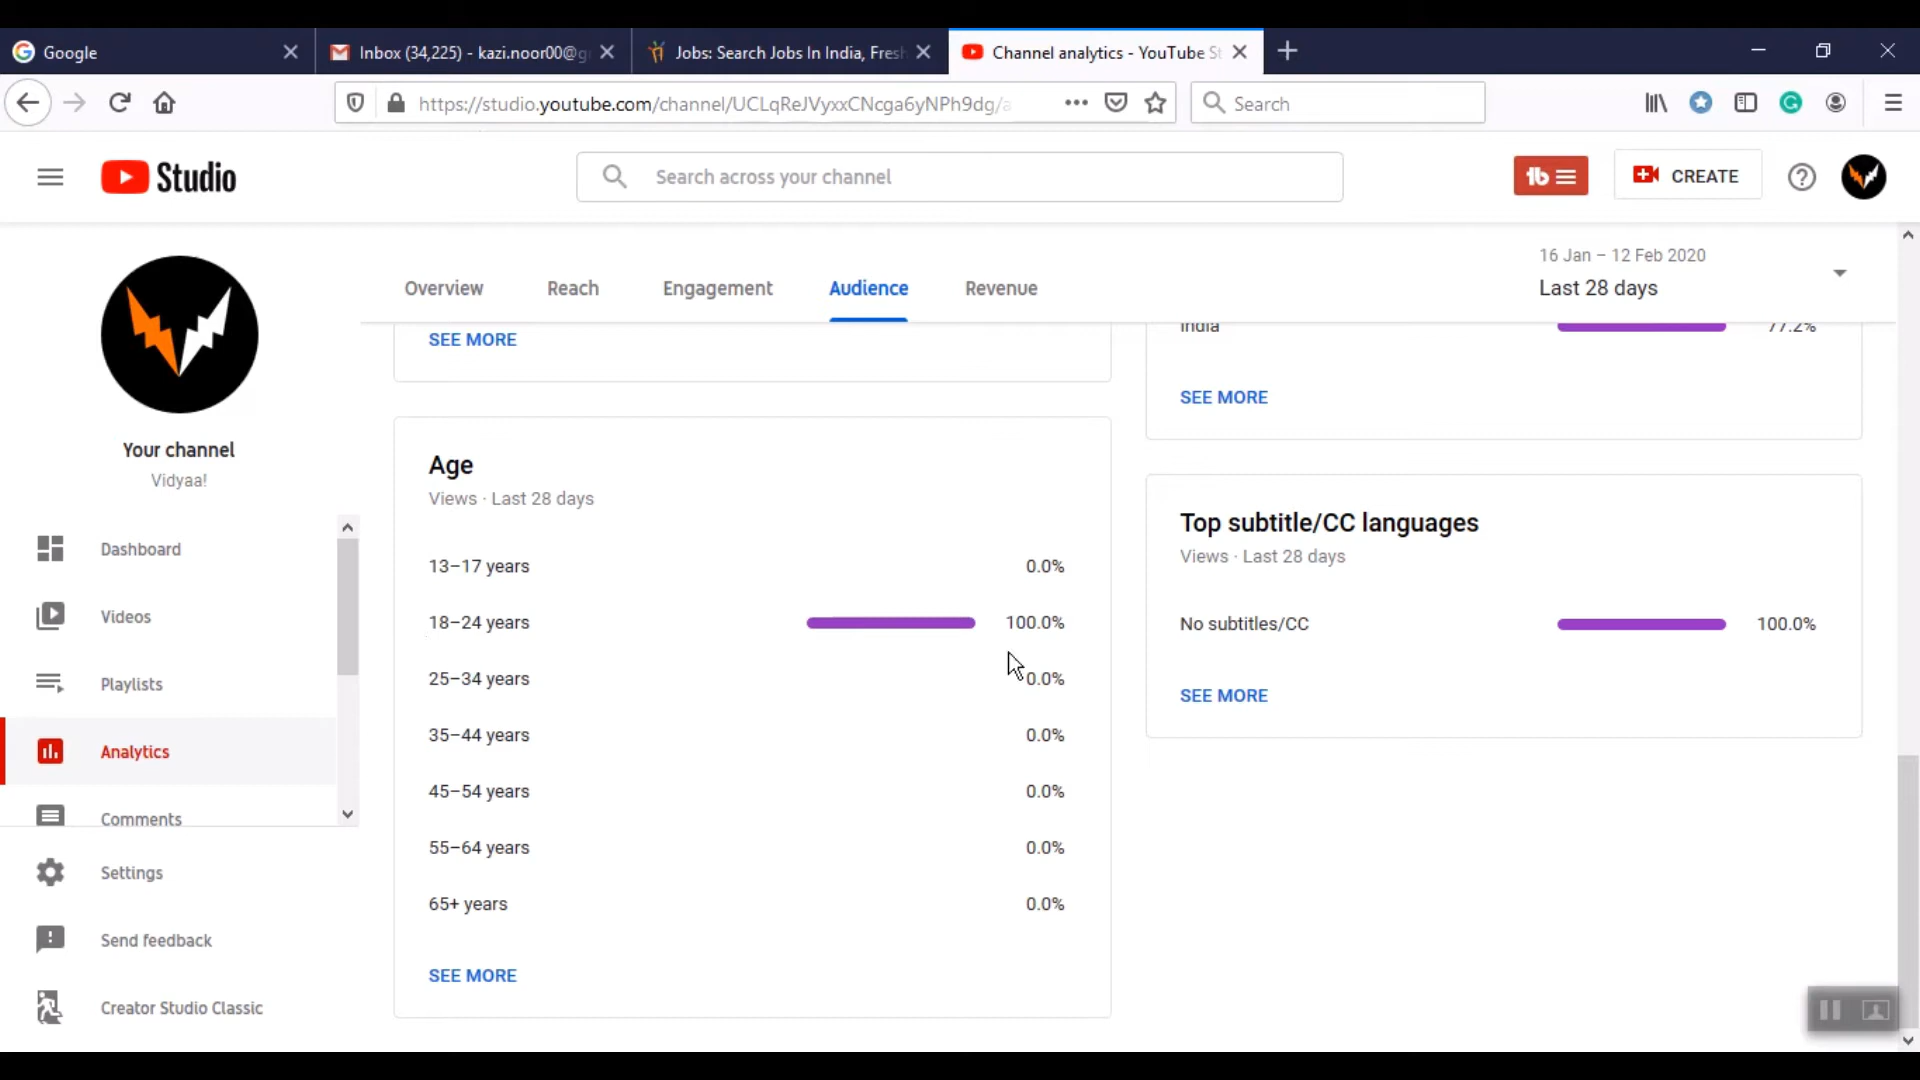 Google
Inbox (34,225) - kazi.noor00@g
Jobs: Search Jobs In India, Fresh
Channel analytics - YouTube St
https://studio.youtube.com/channel/UCLqReJVyxxCNcga6yNPh9dg/a
Search
Studio
Search across your channel
CREATE
Your channel
Vidyaa!
Dashboard
Videos
Playlists
Analytics
Comments
Settings
Send feedback
Creator Studio Classic
Overview
Reach
Engagement
Audience
Revenue
16 Jan – 12 Feb 2020
Last 28 days
SEE MORE
India 77.2%
SEE MORE
Age
Views · Last 28 days
13–17 years 0.0%
18–24 years 100.0%
25–34 years 0.0%
35–44 years 0.0%
45–54 years 0.0%
55–64 years 0.0%
65+ years 0.0%
SEE MORE
Top subtitle/CC languages
Views · Last 28 days
No subtitles/CC 100.0%
SEE MORE